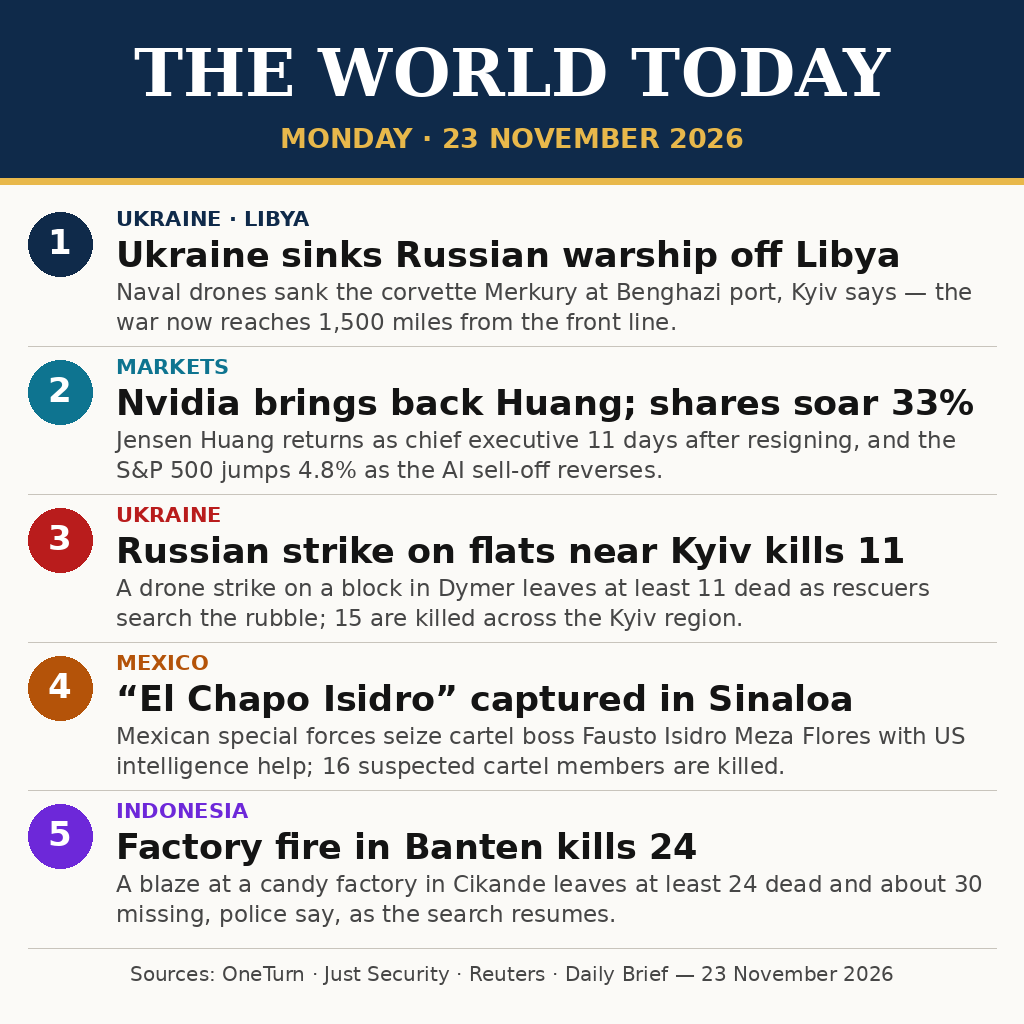 THE WORLD TODAY
MONDAY · 23 NOVEMBER 2026
1
UKRAINE · LIBYA
Ukraine sinks Russian warship off Libya
Naval drones sank the corvette Merkury at Benghazi port, Kyiv says — the
war now reaches 1,500 miles from the front line.
2
MARKETS
Nvidia brings back Huang; shares soar 33%
Jensen Huang returns as chief executive 11 days after resigning, and the
S&P 500 jumps 4.8% as the AI sell-off reverses.
3
UKRAINE
Russian strike on flats near Kyiv kills 11
A drone strike on a block in Dymer leaves at least 11 dead as rescuers
search the rubble; 15 are killed across the Kyiv region.
4
MEXICO
“El Chapo Isidro” captured in Sinaloa
Mexican special forces seize cartel boss Fausto Isidro Meza Flores with US
intelligence help; 16 suspected cartel members are killed.
5
INDONESIA
Factory fire in Banten kills 24
A blaze at a candy factory in Cikande leaves at least 24 dead and about 30
missing, police say, as the search resumes.
Sources: OneTurn · Just Security · Reuters · Daily Brief — 23 November 2026